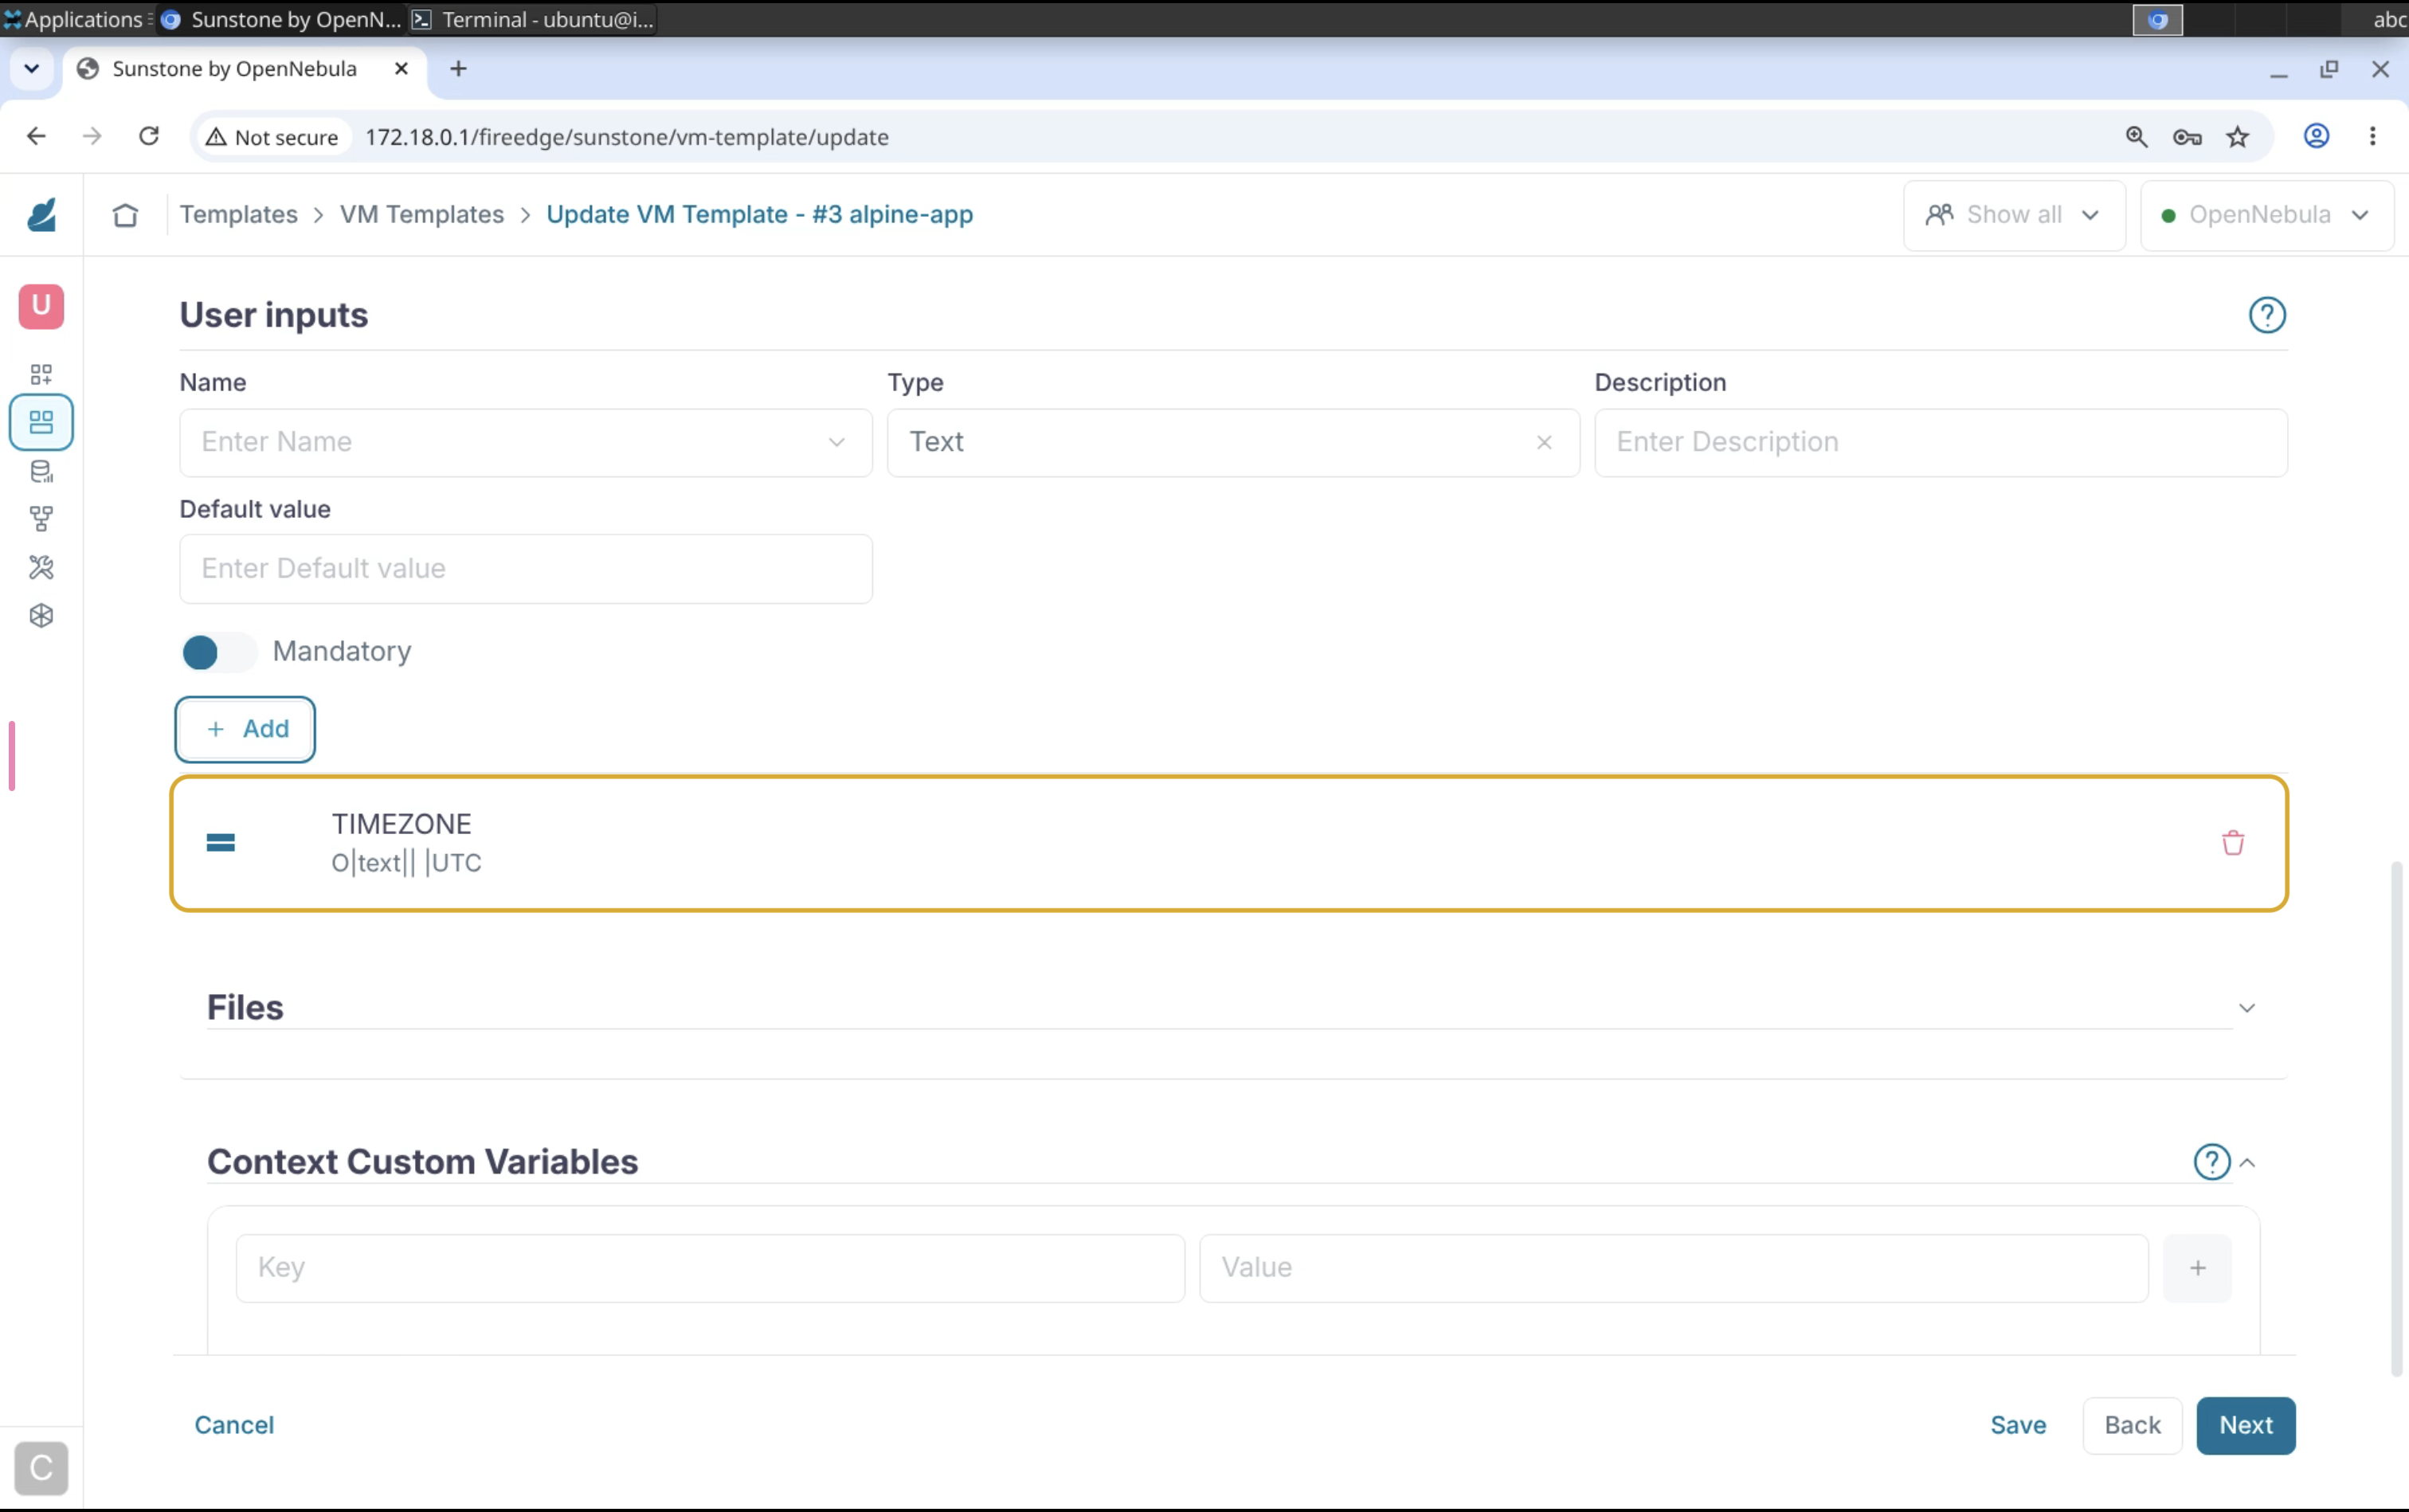 Applications
Sunstone by OpenN...
Terminal - ubuntu@i...
abc
Sunstone by OpenNebula
Not secure
172.18.0.1/fireedge/sunstone/vm-template/update
Templates > VM Templates > Update VM Template - #3 alpine-app
Show all
OpenNebula
U
User inputs
Name
Type
Description
Enter Name
Text
Enter Description
Default value
Enter Default value
Mandatory
+ Add
TIMEZONE
O|text|| |UTC
Files
Context Custom Variables
Key
Value
Cancel
Save
Back
Next
C